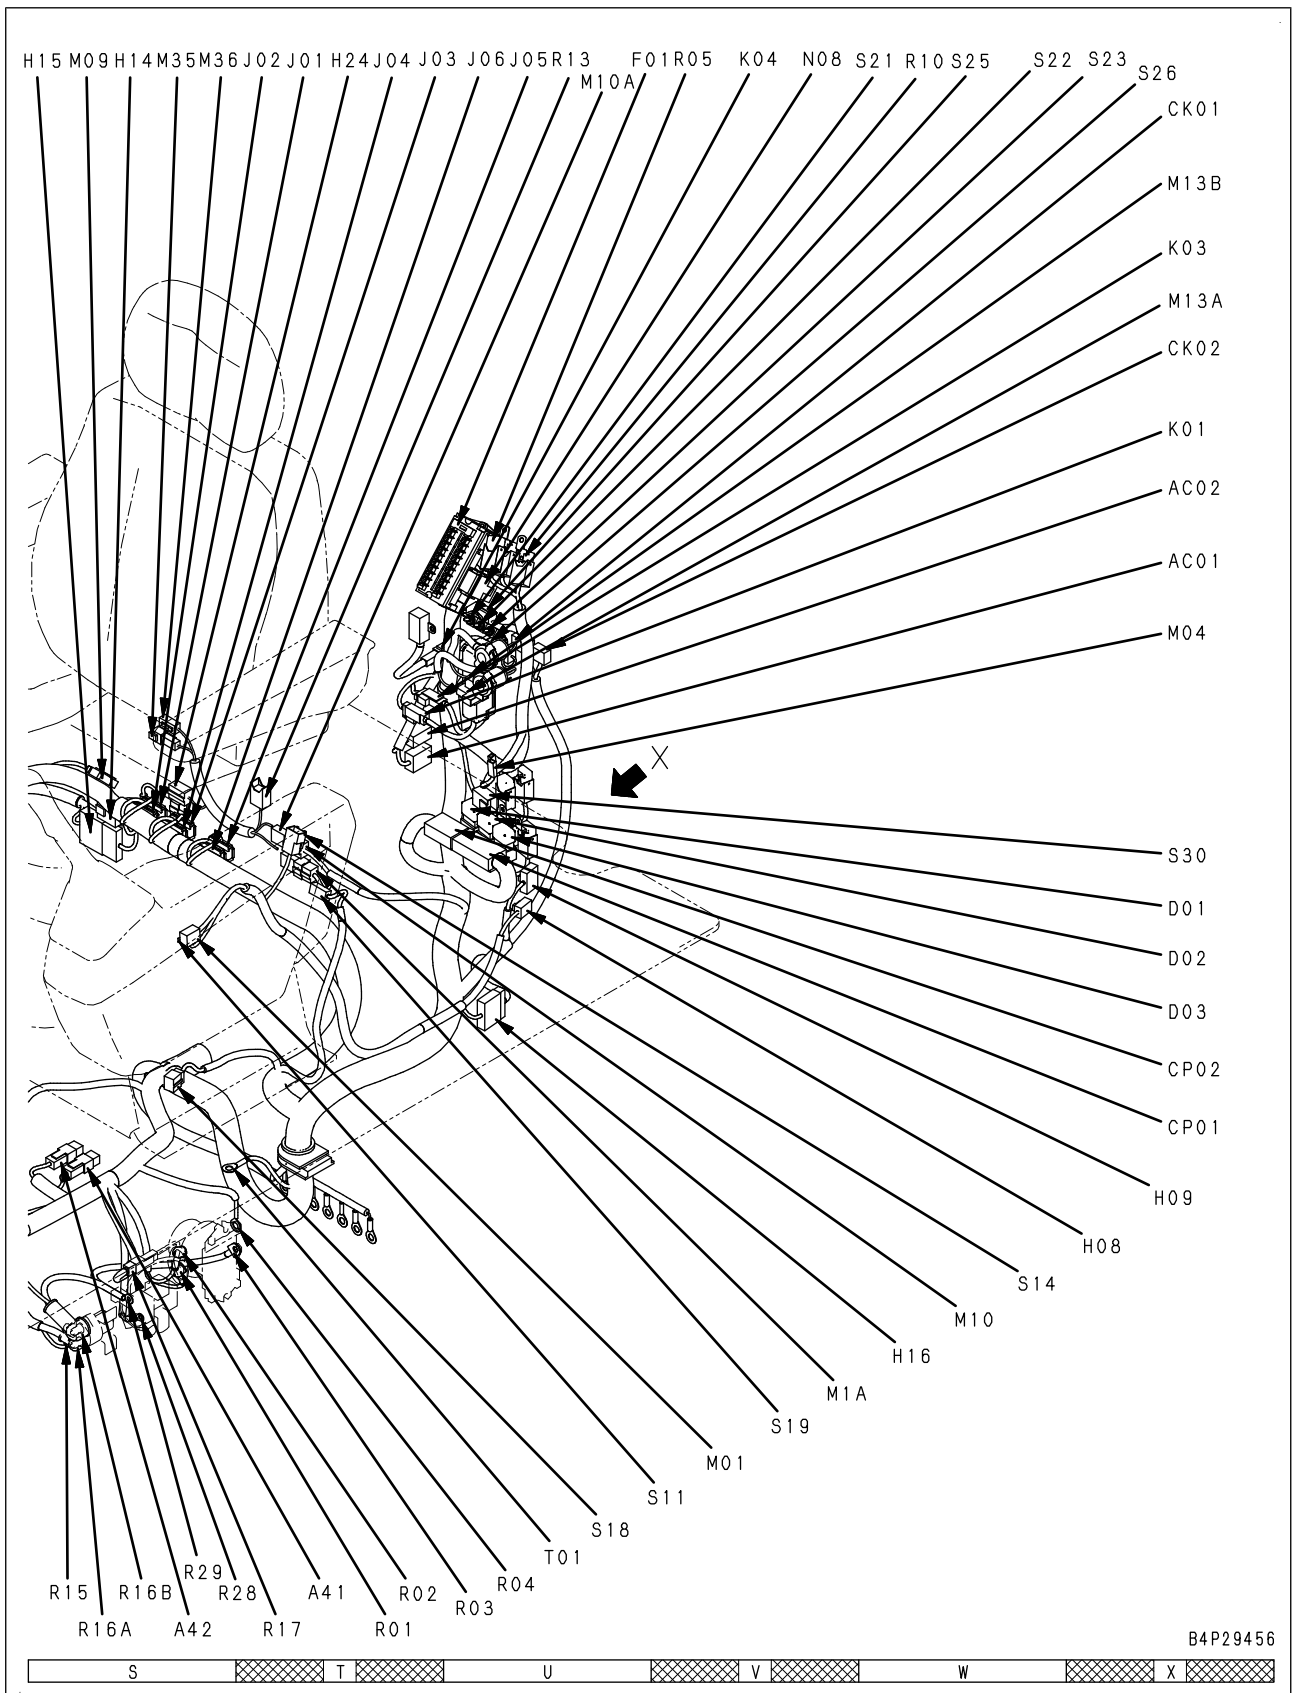 H15 M09 H14 M35 M36 J02 J01 H24 J04 J03 J06 J05 R13 F01 R05 K04 N08 S21 R10 S25 S22 S23
M10A
S26
CK01
M13B
K03
M13A
CK02
K01
AC02
AC01
M04
X
S30
D01
D02
D03
CP02
CP01
H09
H08
S14
M10
H16
M1A
S19
M01
S11
S18
T01
R04
R29
R15 R16B R28 A41 R02 R03
R16A A42 R17 R01
B4P29456
S T U V W X